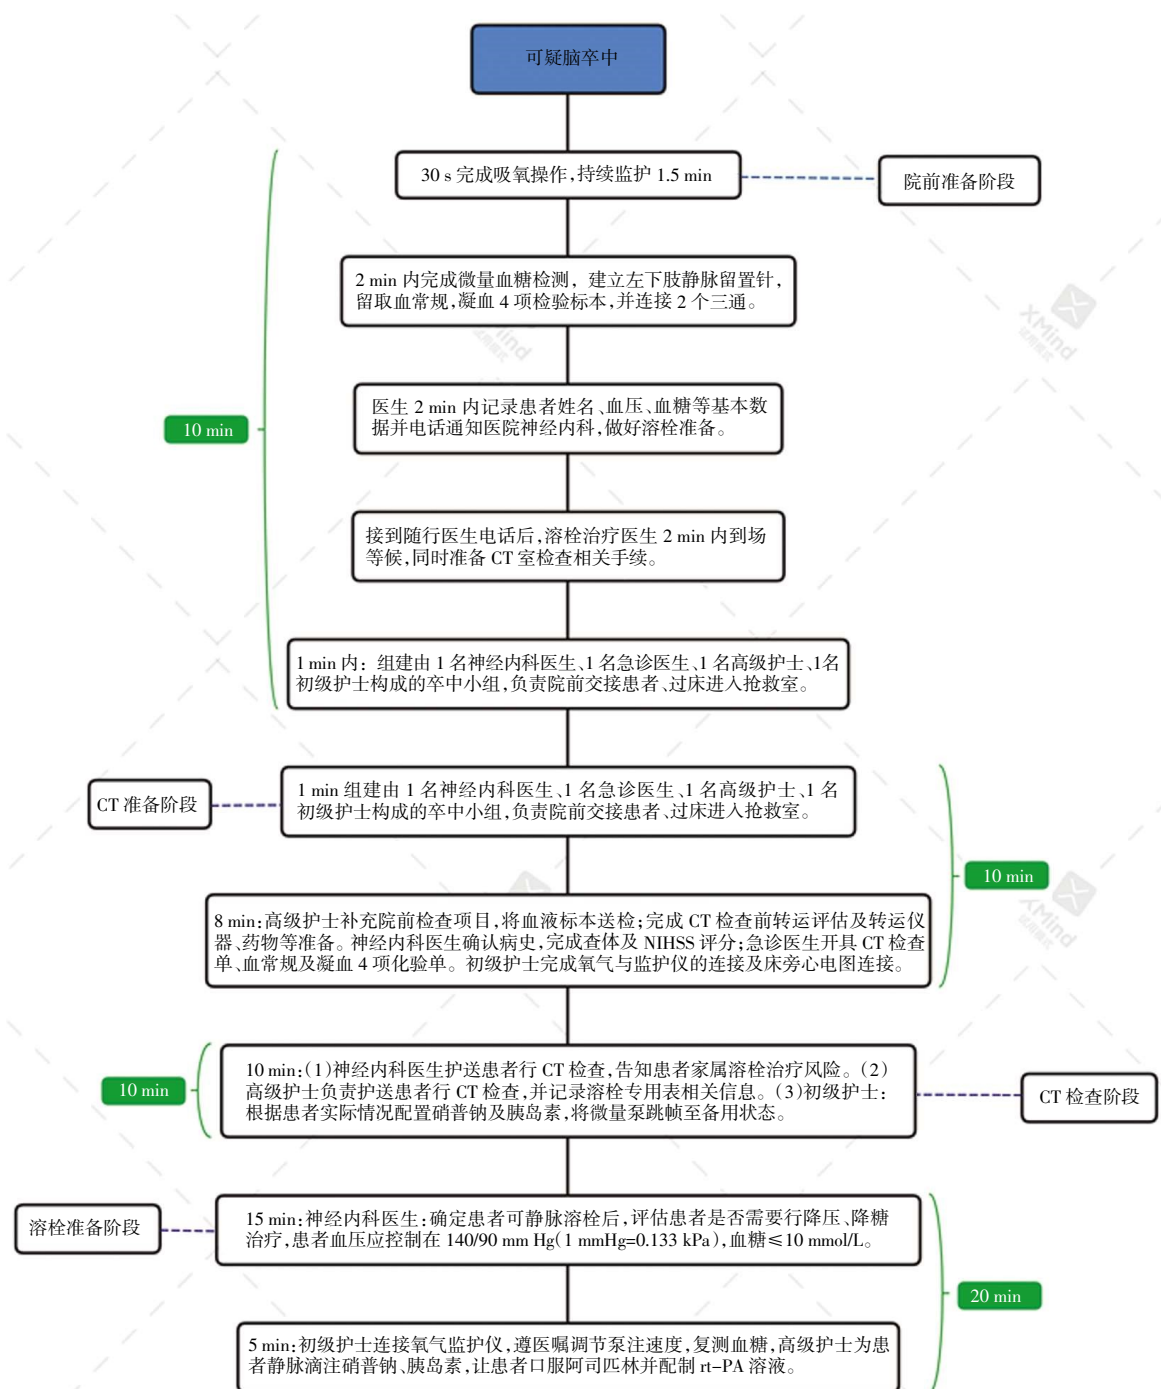 可疑脑卒中
30 s 完成吸氧操作,持续监护 1.5 min
院前准备阶段
2 min 内完成微量血糖检测，建立左下肢静脉留置针，
留取血常规,凝血 4 项检验标本,并连接 2 个三通。
医生 2 min 内记录患者姓名、血压、血糖等基本数
据并电话通知医院神经内科,做好溶栓准备。
10 min
接到随行医生电话后,溶栓治疗医生 2 min 内到场
等候,同时准备 CT 室检查相关手续。
1 min 内：组建由 1 名神经内科医生、1 名急诊医生、1 名高级护士、1名
初级护士构成的卒中小组,负责院前交接患者、过床进入抢救室。
CT 准备阶段
1 min 组建由 1 名神经内科医生、1 名急诊医生、1 名高级护士、1 名
初级护士构成的卒中小组,负责院前交接患者、过床进入抢救室。
10 min
8 min:高级护士补充院前检查项目,将血液标本送检;完成 CT 检查前转运评估及转运仪
器、药物等准备。神经内科医生确认病史,完成查体及 NIHSS 评分;急诊医生开具 CT 检查
单、血常规及凝血 4 项化验单。初级护士完成氧气与监护仪的连接及床旁心电图连接。
10 min
10 min:(1)神经内科医生护送患者行 CT 检查,告知患者家属溶栓治疗风险。(2)
高级护士负责护送患者行 CT 检查,并记录溶栓专用表相关信息。(3)初级护士：
根据患者实际情况配置硝普钠及胰岛素,将微量泵跳帧至备用状态。
CT 检查阶段
溶栓准备阶段
15 min:神经内科医生:确定患者可静脉溶栓后,评估患者是否需要行降压、降糖
治疗,患者血压应控制在 140/90 mm Hg(1 mmHg=0.133 kPa),血糖≤10 mmol/L。
20 min
5 min:初级护士连接氧气监护仪,遵医嘱调节泵注速度,复测血糖,高级护士为患
者静脉滴注硝普钠、胰岛素,让患者口服阿司匹林并配制 rt-PA 溶液。
XMind
试用模式